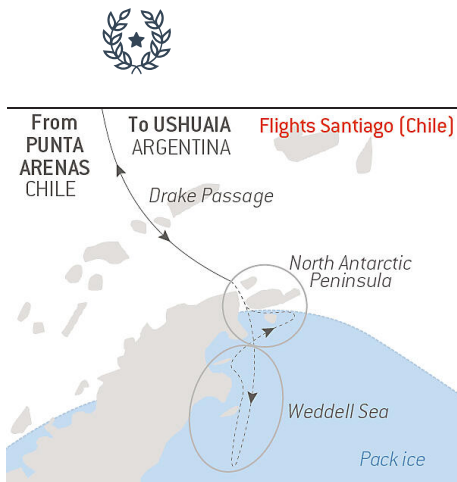 From
PUNTA
ARENAS
CHILE
To USHUAIA
ARGENTINA
Flights Santiago (Chile)
Drake Passage
North Antarctic
Peninsula
Weddell Sea
Pack ice